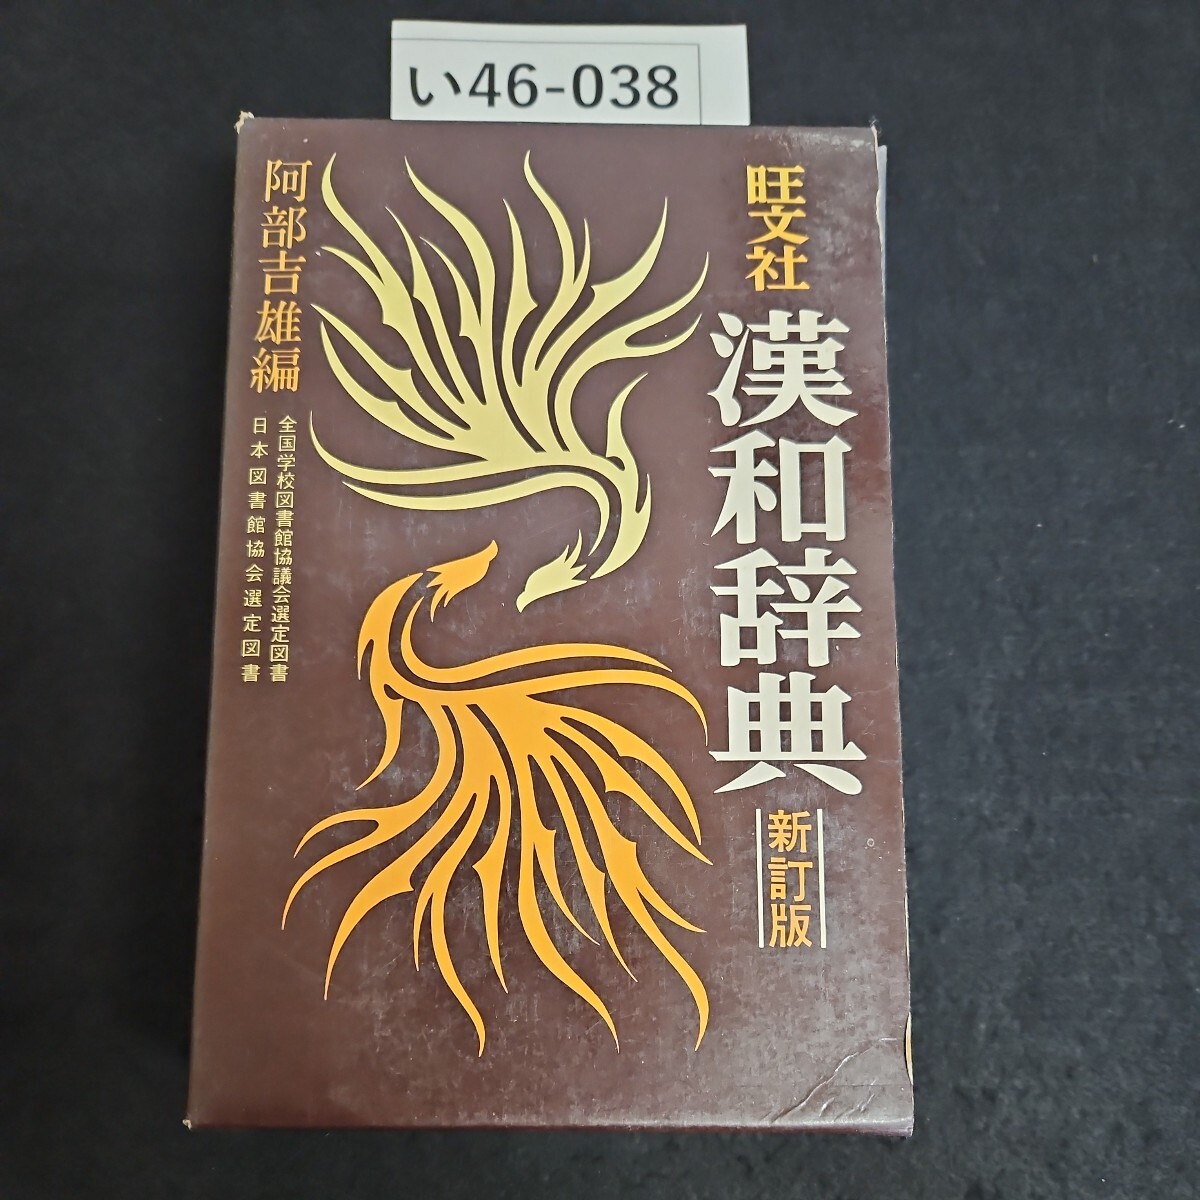 い46-038
旺文社
漢和辞典
新訂版
阿部吉雄編
全国学校図書館協議会選定図書
日本図書館協会選定図書